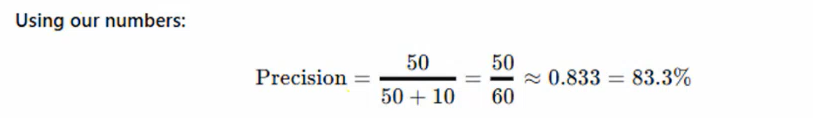 Using our numbers:
Precision = 50 / 50 + 10 = 50 / 60 ≈ 0.833 = 83.3%